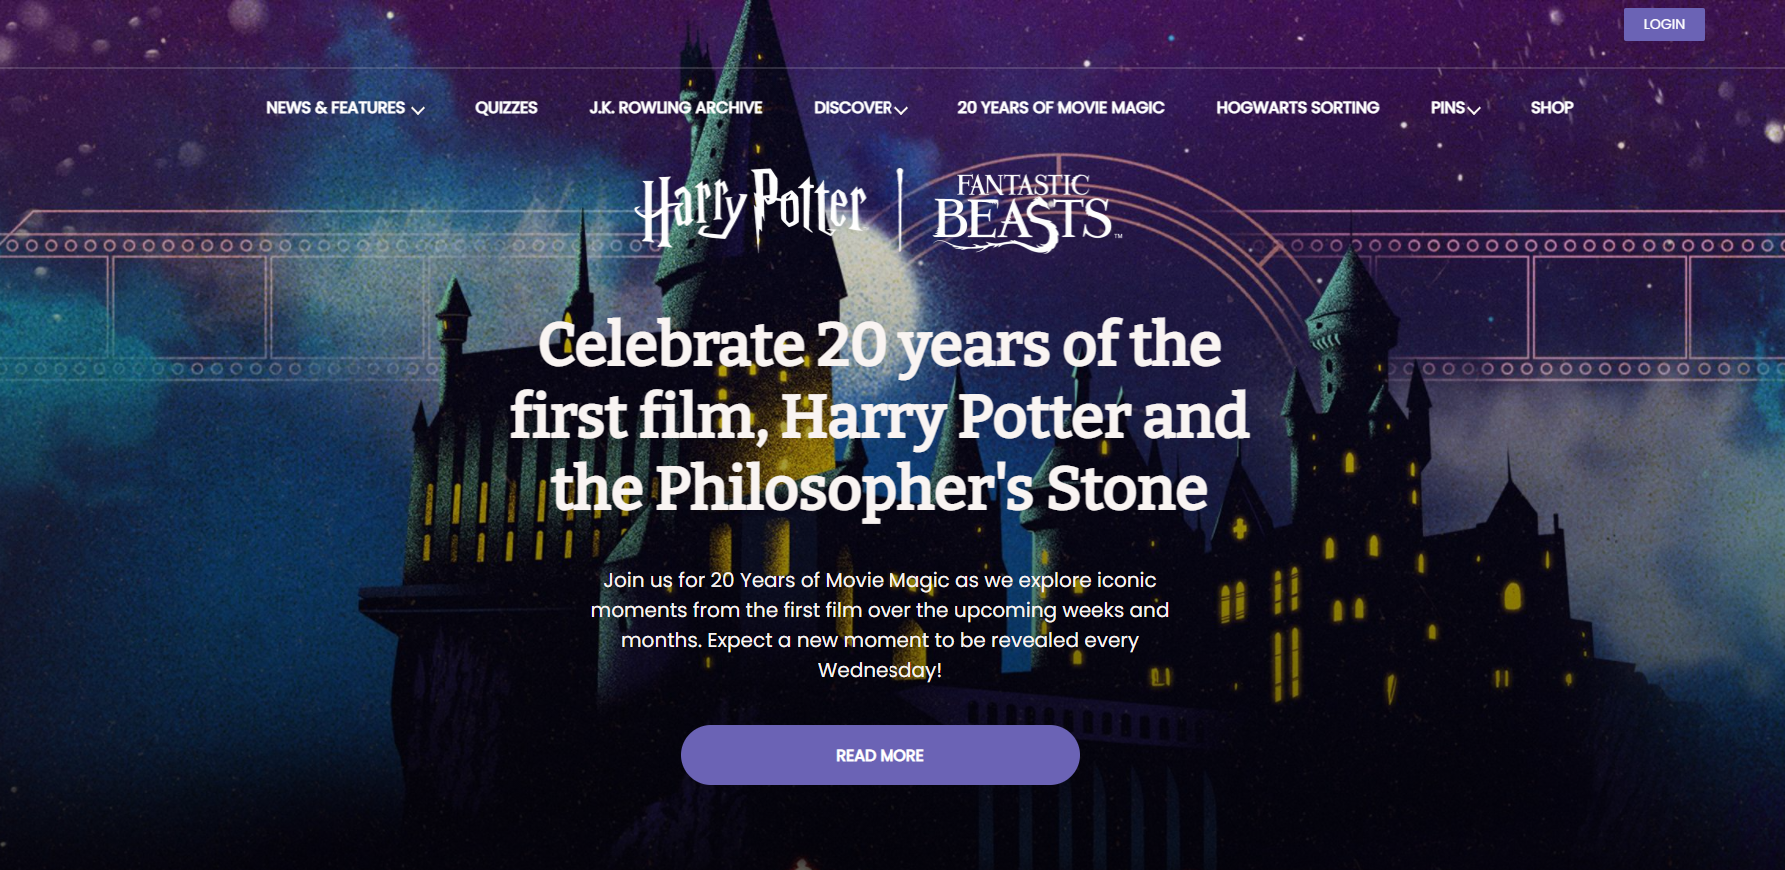 LOGIN
NEWS & FEATURES QUIZZES J.K. ROWLING ARCHIVE DISCOVER 20 YEARS OF MOVIE MAGIC HOGWARTS SORTING PINS SHOP
Harry Potter
FANTASTIC
BEASTS™
Celebrate 20 years of the
first film, Harry Potter and
the Philosopher's Stone
Join us for 20 Years of Movie Magic as we explore iconic
moments from the first film over the upcoming weeks and
months. Expect a new moment to be revealed every
Wednesday!
READ MORE